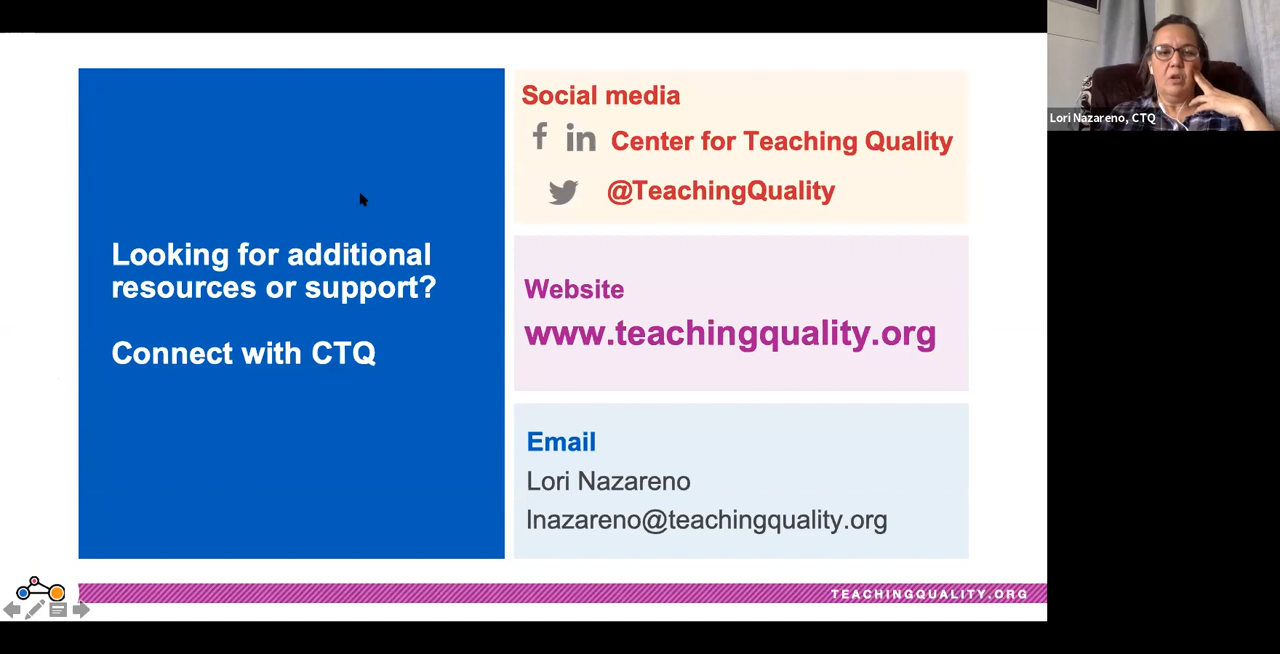 Looking for additional
resources or support?
Connect with CTQ
Social media
f in Center for Teaching Quality
@TeachingQuality
Website
www.teachingquality.org
Email
Lori Nazareno
lnazareno@teachingquality.org
TEACHINGQUALITY.ORG
Lori Nazareno, CTQ